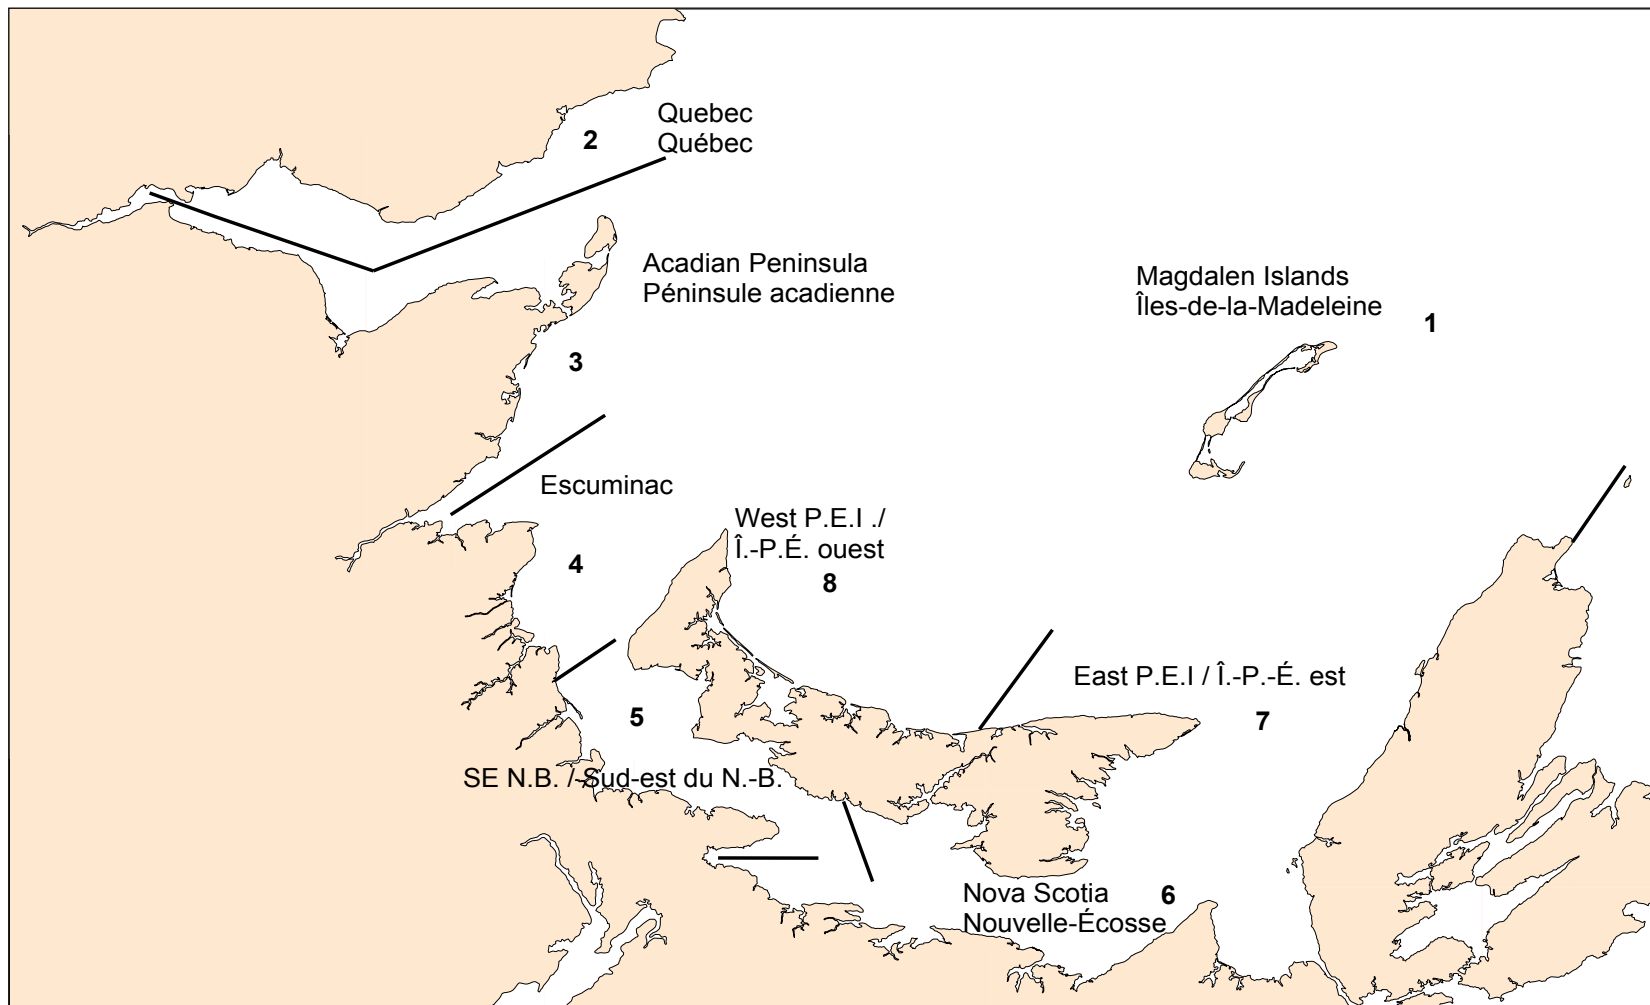 Quebec
Québec
2
Acadian Peninsula
Péninsule acadienne
Magdalen Islands
Îles-de-la-Madeleine
1
3
Escuminac
West P.E.I ./
Î.-P.É. ouest
4
8
East P.E.I / Î.-P.-É. est
5
7
SE N.B. / Sud-est du N.-B.
Nova Scotia
Nouvelle-Écosse
6